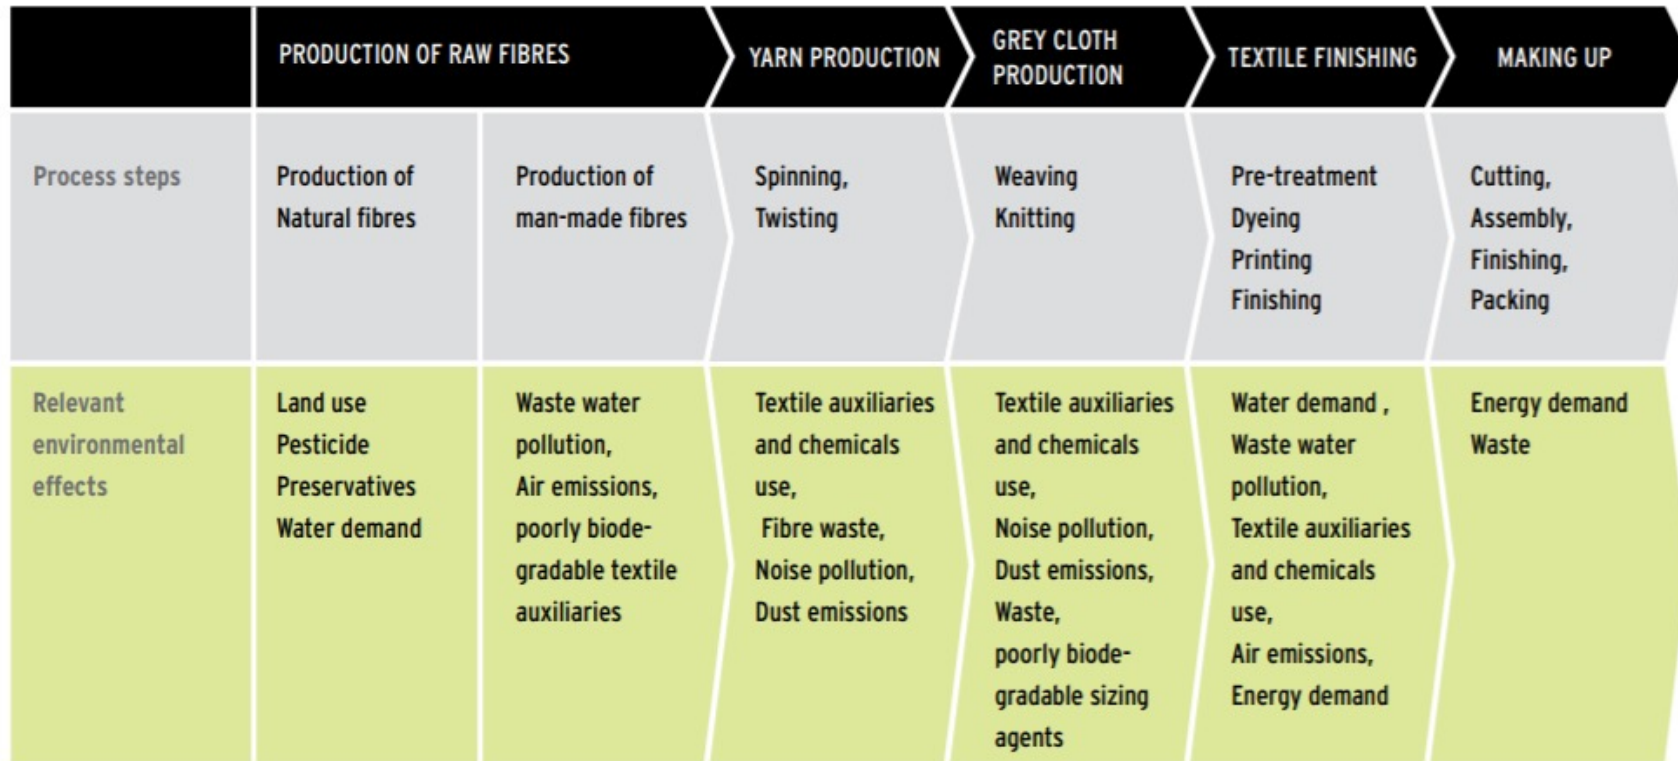 PRODUCTION OF RAW FIBRES
YARN PRODUCTION
GREY CLOTH
PRODUCTION
TEXTILE FINISHING
MAKING UP
Process steps
Production of
Natural fibres
Production of
man-made fibres
Spinning,
Twisting
Weaving
Knitting
Pre-treatment
Dyeing
Printing
Finishing
Cutting,
Assembly,
Finishing,
Packing
Relevant
environmental
effects
Land use
Pesticide
Preservatives
Water demand
Waste water
pollution,
Air emissions,
poorly biode-
gradable textile
auxiliaries
Textile auxiliaries
and chemicals
use,
Fibre waste,
Noise pollution,
Dust emissions
Textile auxiliaries
and chemicals
use,
Noise pollution,
Dust emissions,
Waste,
poorly biode-
gradable sizing
agents
Water demand ,
Waste water
pollution,
Textile auxiliaries
and chemicals
use,
Air emissions,
Energy demand
Energy demand
Waste